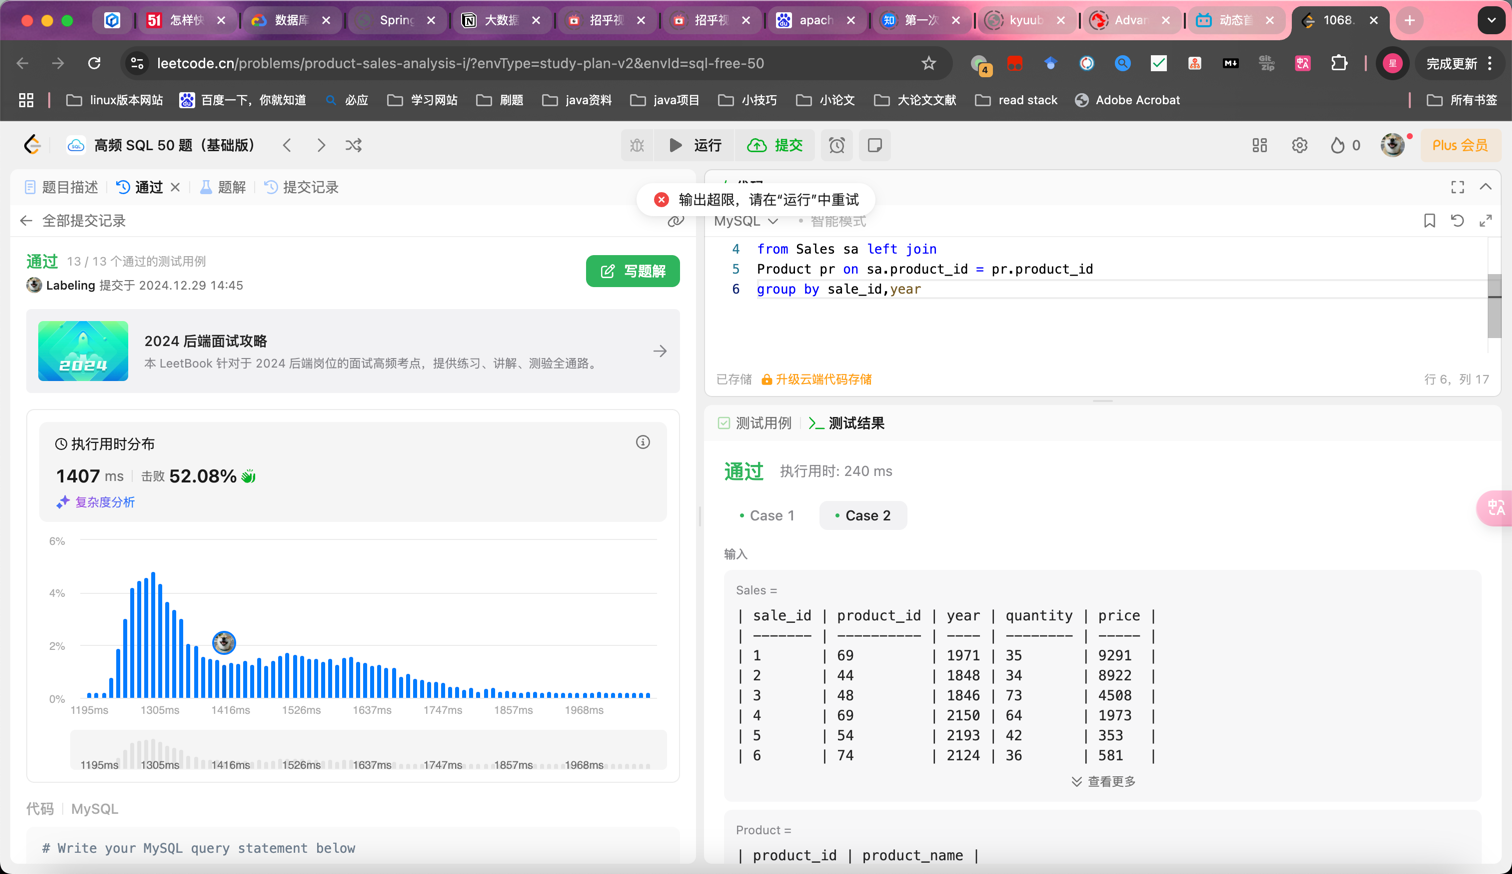 51 怎样快
数据库
Spring
大数据
招乎视
招乎视
apach
知 第一次
kyuub
Advan
动态前
1068.
leetcode.cn/problems/product-sales-analysis-i/?envType=study-plan-v2&envId=sql-free-50
4
星
完成更新
linux版本网站
百度一下，你就知道
必应
学习网站
刷题
java资料
java项目
小技巧
小论文
大论文文献
read stack
Adobe Acrobat
所有书签
高频 SQL 50 题（基础版）
运行
提交
0
Plus 会员
题目描述
通过
题解
提交记录
输出超限，请在“运行”中重试
全部提交记录
MySQL
智能模式
通过 13 / 13 个通过的测试用例
Labeling 提交于 2024.12.29 14:45
写题解
2024
2024 后端面试攻略
本 LeetBook 针对于 2024 后端岗位的面试高频考点，提供练习、讲解、测验全通路。
执行用时分布
1407 ms 击败 52.08%
复杂度分析
6%
4%
2%
0%
1195ms 1305ms 1416ms 1526ms 1637ms 1747ms 1857ms 1968ms
1195ms 1305ms 1416ms 1526ms 1637ms 1747ms 1857ms 1968ms
代码 MySQL
# Write your MySQL query statement below
4 from Sales sa left join
5 Product pr on sa.product_id = pr.product_id
6 group by sale_id,year
已存储 升级云端代码存储
行 6，列 17
测试用例
>_ 测试结果
通过 执行用时: 240 ms
• Case 1
• Case 2
输入
Sales =
| sale_id | product_id | year | quantity | price |
| ------- | ---------- | ---- | -------- | ----- |
| 1 | 69 | 1971 | 35 | 9291 |
| 2 | 44 | 1848 | 34 | 8922 |
| 3 | 48 | 1846 | 73 | 4508 |
| 4 | 69 | 2150 | 64 | 1973 |
| 5 | 54 | 2193 | 42 | 353 |
| 6 | 74 | 2124 | 36 | 581 |
查看更多
Product =
| product_id | product_name |